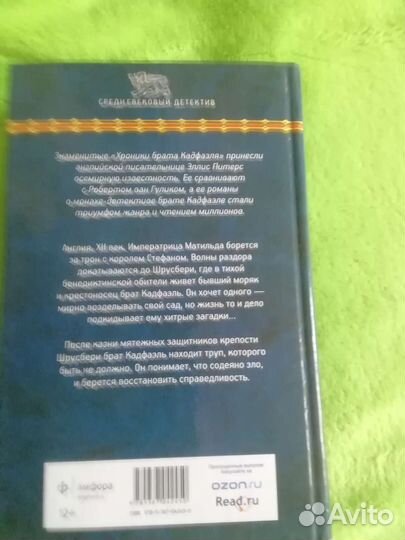 СРЕДНЕВЕКОВЫЙ ДЕТЕКТИВ
Знаменитые «Хроники брата Кадфаэля» принесли
английской писательнице Эллис Питерс
всемирную известность. Ее сравнивают
с Робертом ван Гуликом, а ее романы
о монахе-детективе брате Кадфаэле стали
триумфом жанра и чтением миллионов.
Англия, XII век. Императрица Матильда борется
за трон с королем Стефаном. Волны раздора
докатываются до Шрусбери, где в тихой
бенедиктинской обители живет бывший моряк
и крестоносец брат Кадфаэль. Он хочет одного —
мирно возделывать свой сад, но жизнь то и дело
подкидывает ему хитрые загадки...
После казни мятежных защитников крепости
Шрусбери брат Кадфаэль находит труп, которого
быть не должно. Он понимает, что содеяно зло,
и берется восстановить справедливость.
амфора
12+
ozon.ru
Read.ru
Avito